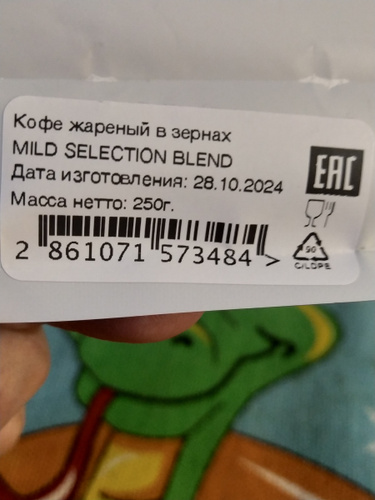 Кофе жареный в зернах
MILD SELECTION BLEND
Дата изготовления: 28.10.2024
Масса нетто: 250г.
EAC
2 861071 573484 >
90
C/LDPE